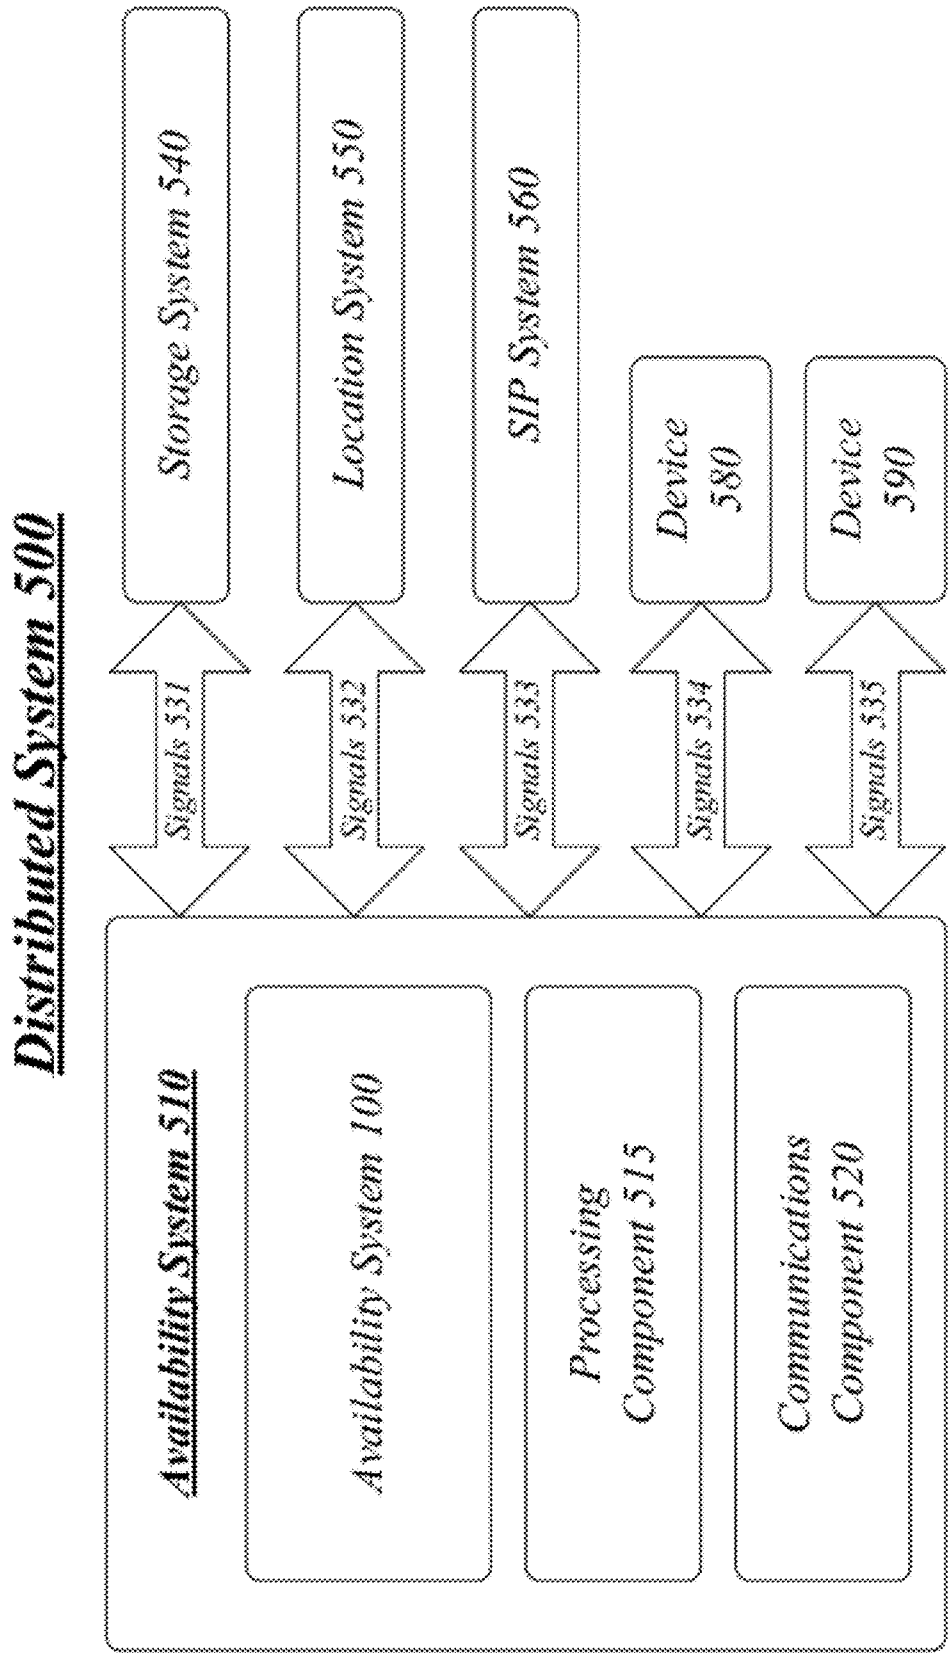 Distributed System 500
Availability System 510
Availability System 100
Processing
Component 515
Communications
Component 520
Signals 531
Signals 532
Signals 533
Signals 534
Signals 535
Storage System 540
Location System 550
SIP System 560
Device
580
Device
590